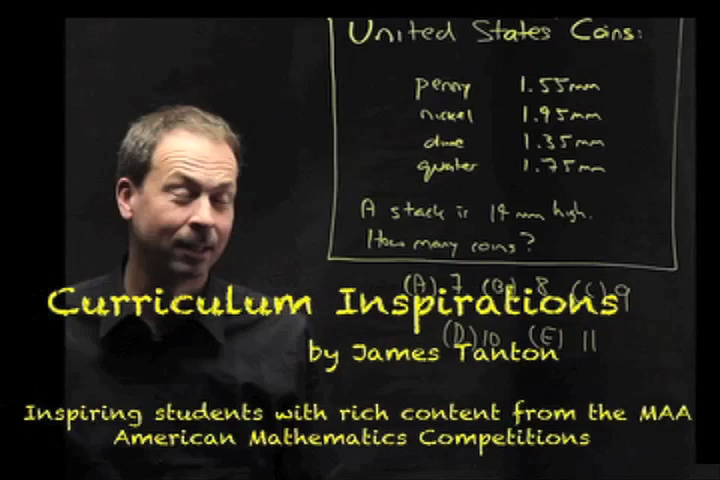 United States Coins:
penny 1.55mm
nickel 1.95mm
dime 1.35mm
quater 1.75mm
A stack is 14 mm high.
How many coins?
(A) 7 (B) 8 (C) 9
(D) 10 (E) 11
Curriculum Inspirations
by James Tanton
Inspiring students with rich content from the MAA
American Mathematics Competitions